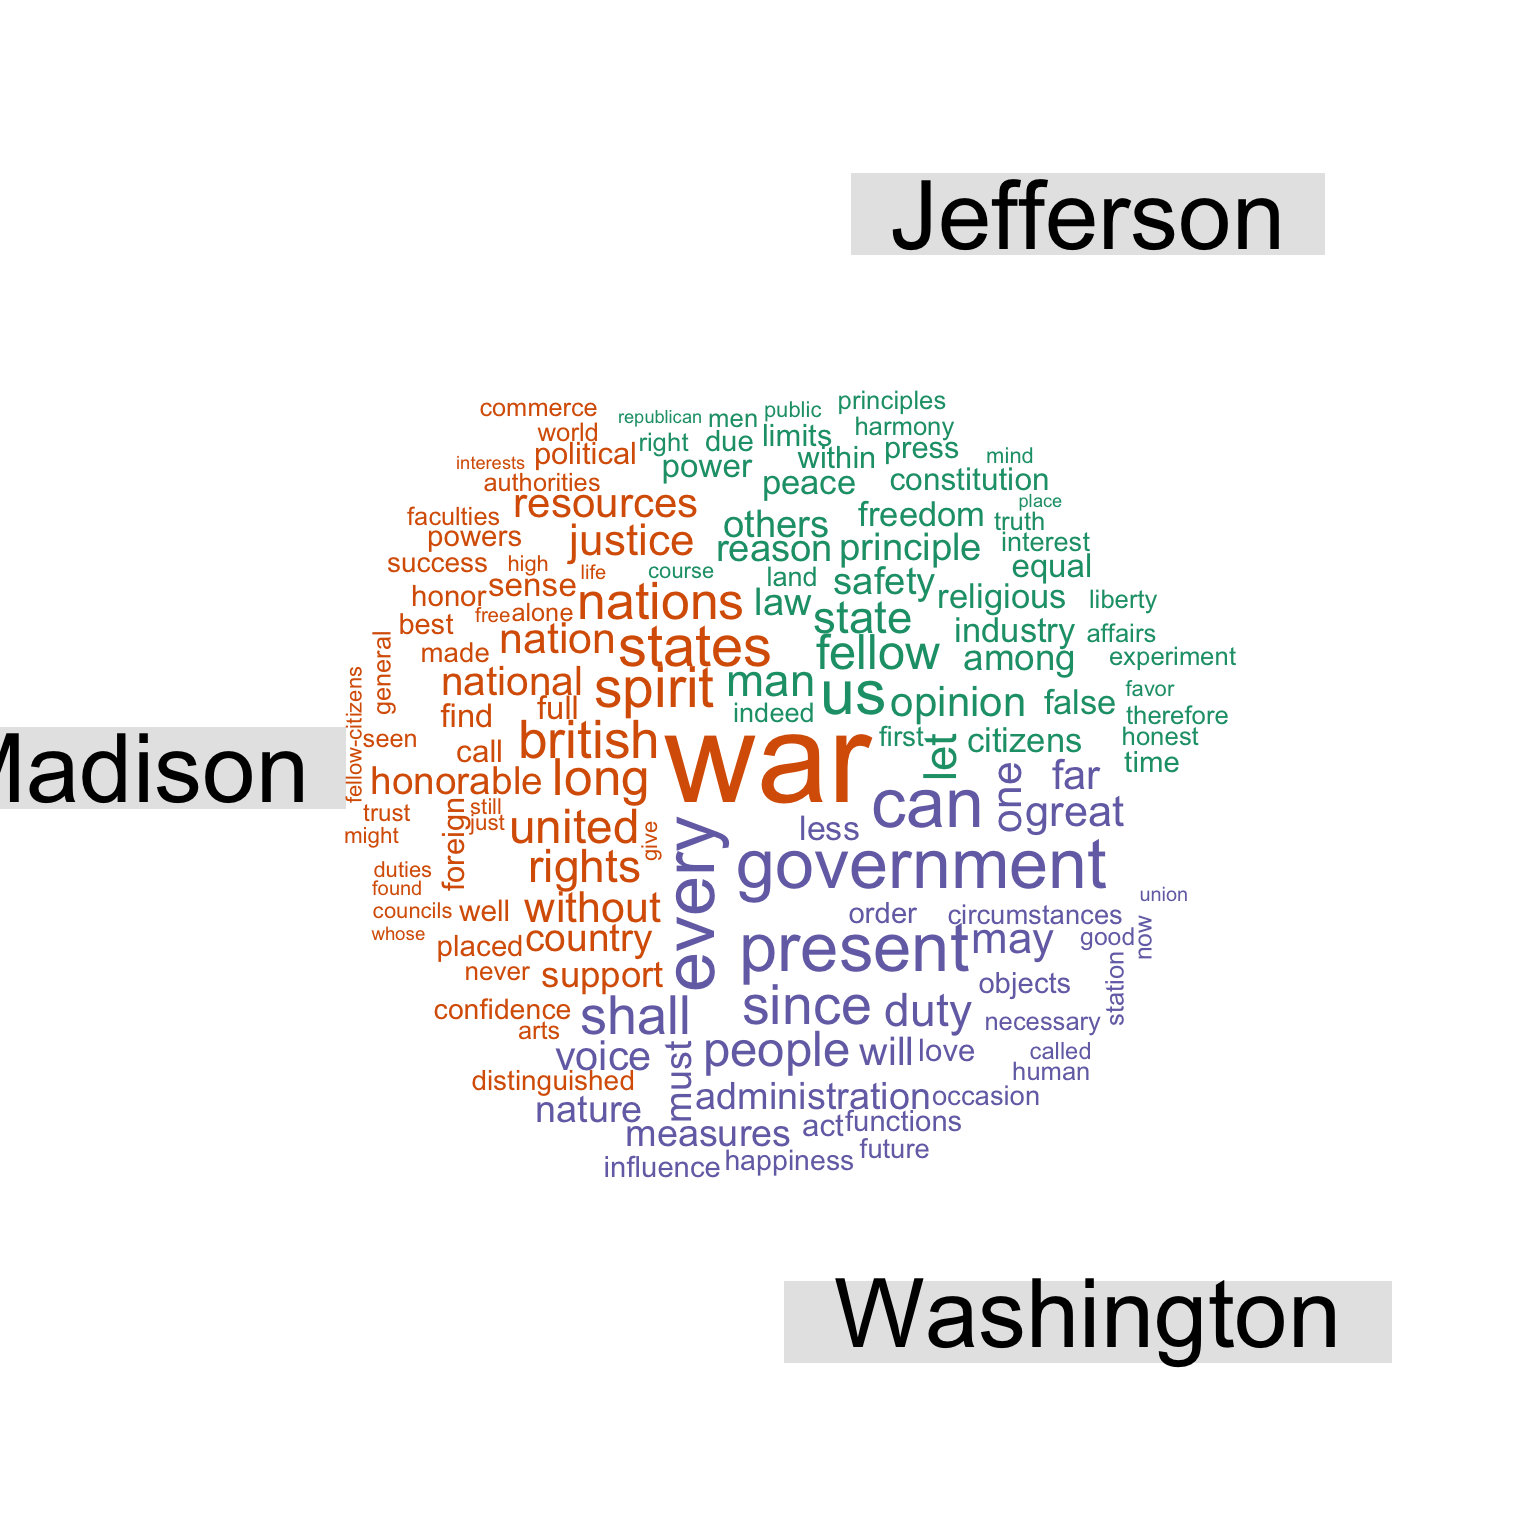 Jefferson
commerce republican men public principles
world right due limits harmony
interests political power within press mind
authorities peace constitution
resources others freedom place
faculties truth
powers justice reason principle interest
success high life course land safety equal
honor sense nations law religious liberty
best free alone state industry affairs
general made nation states fellow among experiment
fellow-citizens national spirit man us opinion false favor
find full indeed therefore
seen call british war first let citizens honest
Madison
honorable long can one far time
trust still
might foreign just united every give less great
duties rights government
found union
councils well without order circumstances
whose placed country present may good now
never support objects station
confidence shall since duty necessary
arts
voice must people will love called
distinguished human
nature administration occasion
measures act functions
influence happiness future
Washington